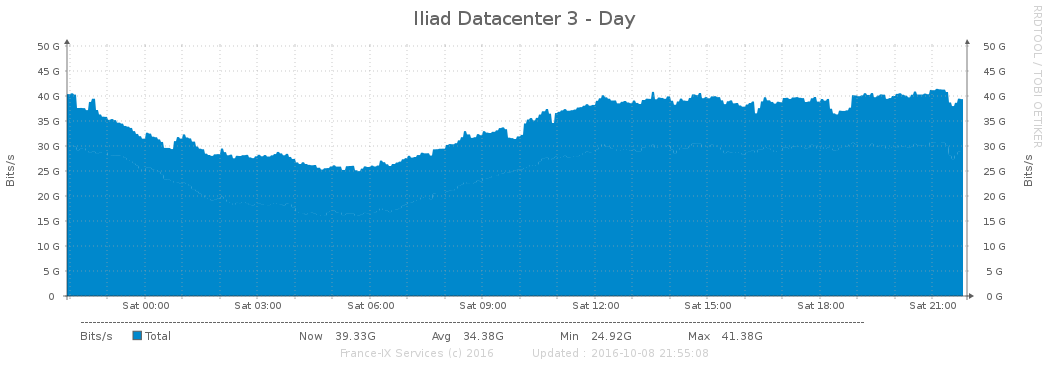 Iliad Datacenter 3 - Day
RRDTOOL / TOBI OETIKER
50 G 50 G
45 G 45 G
40 G 40 G
35 G 35 G
30 G 30 G
25 G 25 G
20 G 20 G
15 G 15 G
10 G 10 G
5 G 5 G
0 0 G
Bits/s Bits/s
Sat 00:00 Sat 03:00 Sat 06:00 Sat 09:00 Sat 12:00 Sat 15:00 Sat 18:00 Sat 21:00
Bits/s Total Now 39.33G Avg 34.38G Min 24.92G Max 41.38G
France-IX Services (c) 2016 Updated : 2016-10-08 21:55:08